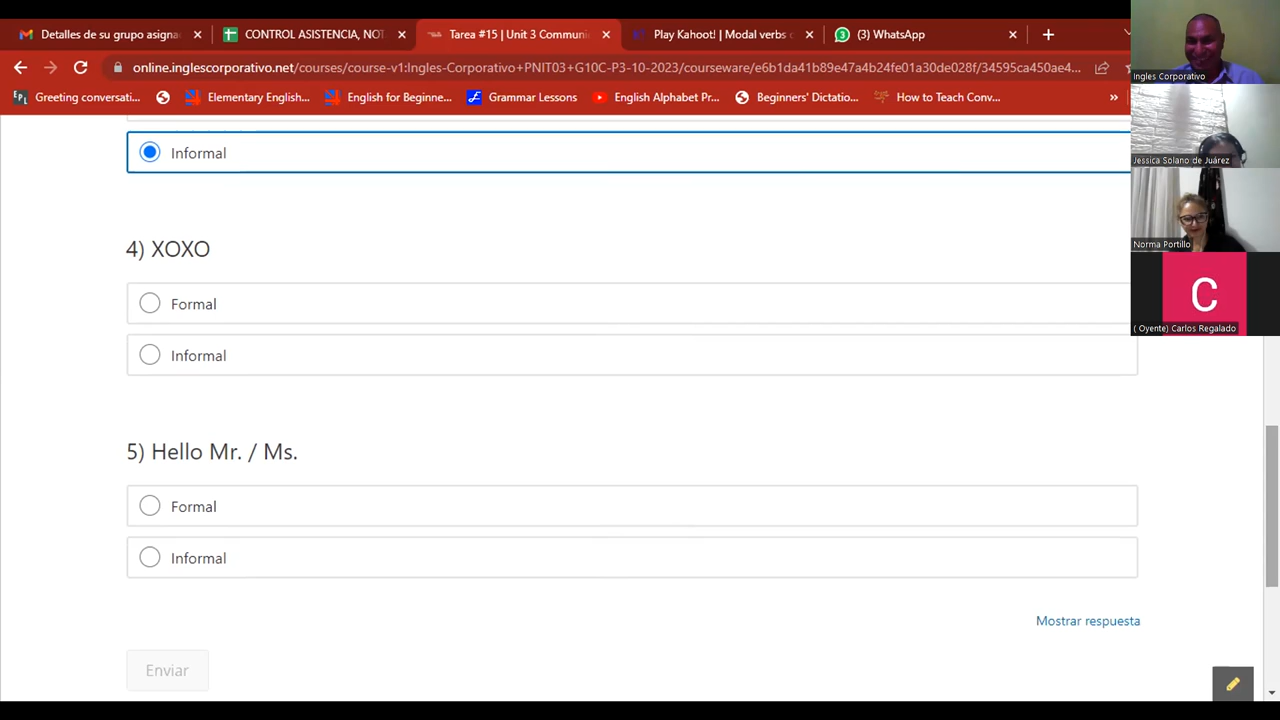 Detalles de su grupo asigna
CONTROL ASISTENCIA, NOT
Tarea #15 | Unit 3 Communi
Play Kahoot! | Modal verbs c
(3) WhatsApp
online.inglescorporativo.net/courses/course-v1:Ingles-Corporativo+PNIT03+G10C-P3-10-2023/courseware/e6b1da41b89e47a4b24fe01a30de028f/34595ca450ae4...
EPL Greeting conversati...
Elementary English...
English for Beginne...
Grammar Lessons
English Alphabet Pr...
Beginners' Dictatio...
How to Teach Conv...
»
Ingles Corporativo
Jessica Solano de Juárez
Norma Portillo
C
( Oyente) Carlos Regalado
Informal
4) XOXO
Formal
Informal
5) Hello Mr. / Ms.
Formal
Informal
Mostrar respuesta
Enviar